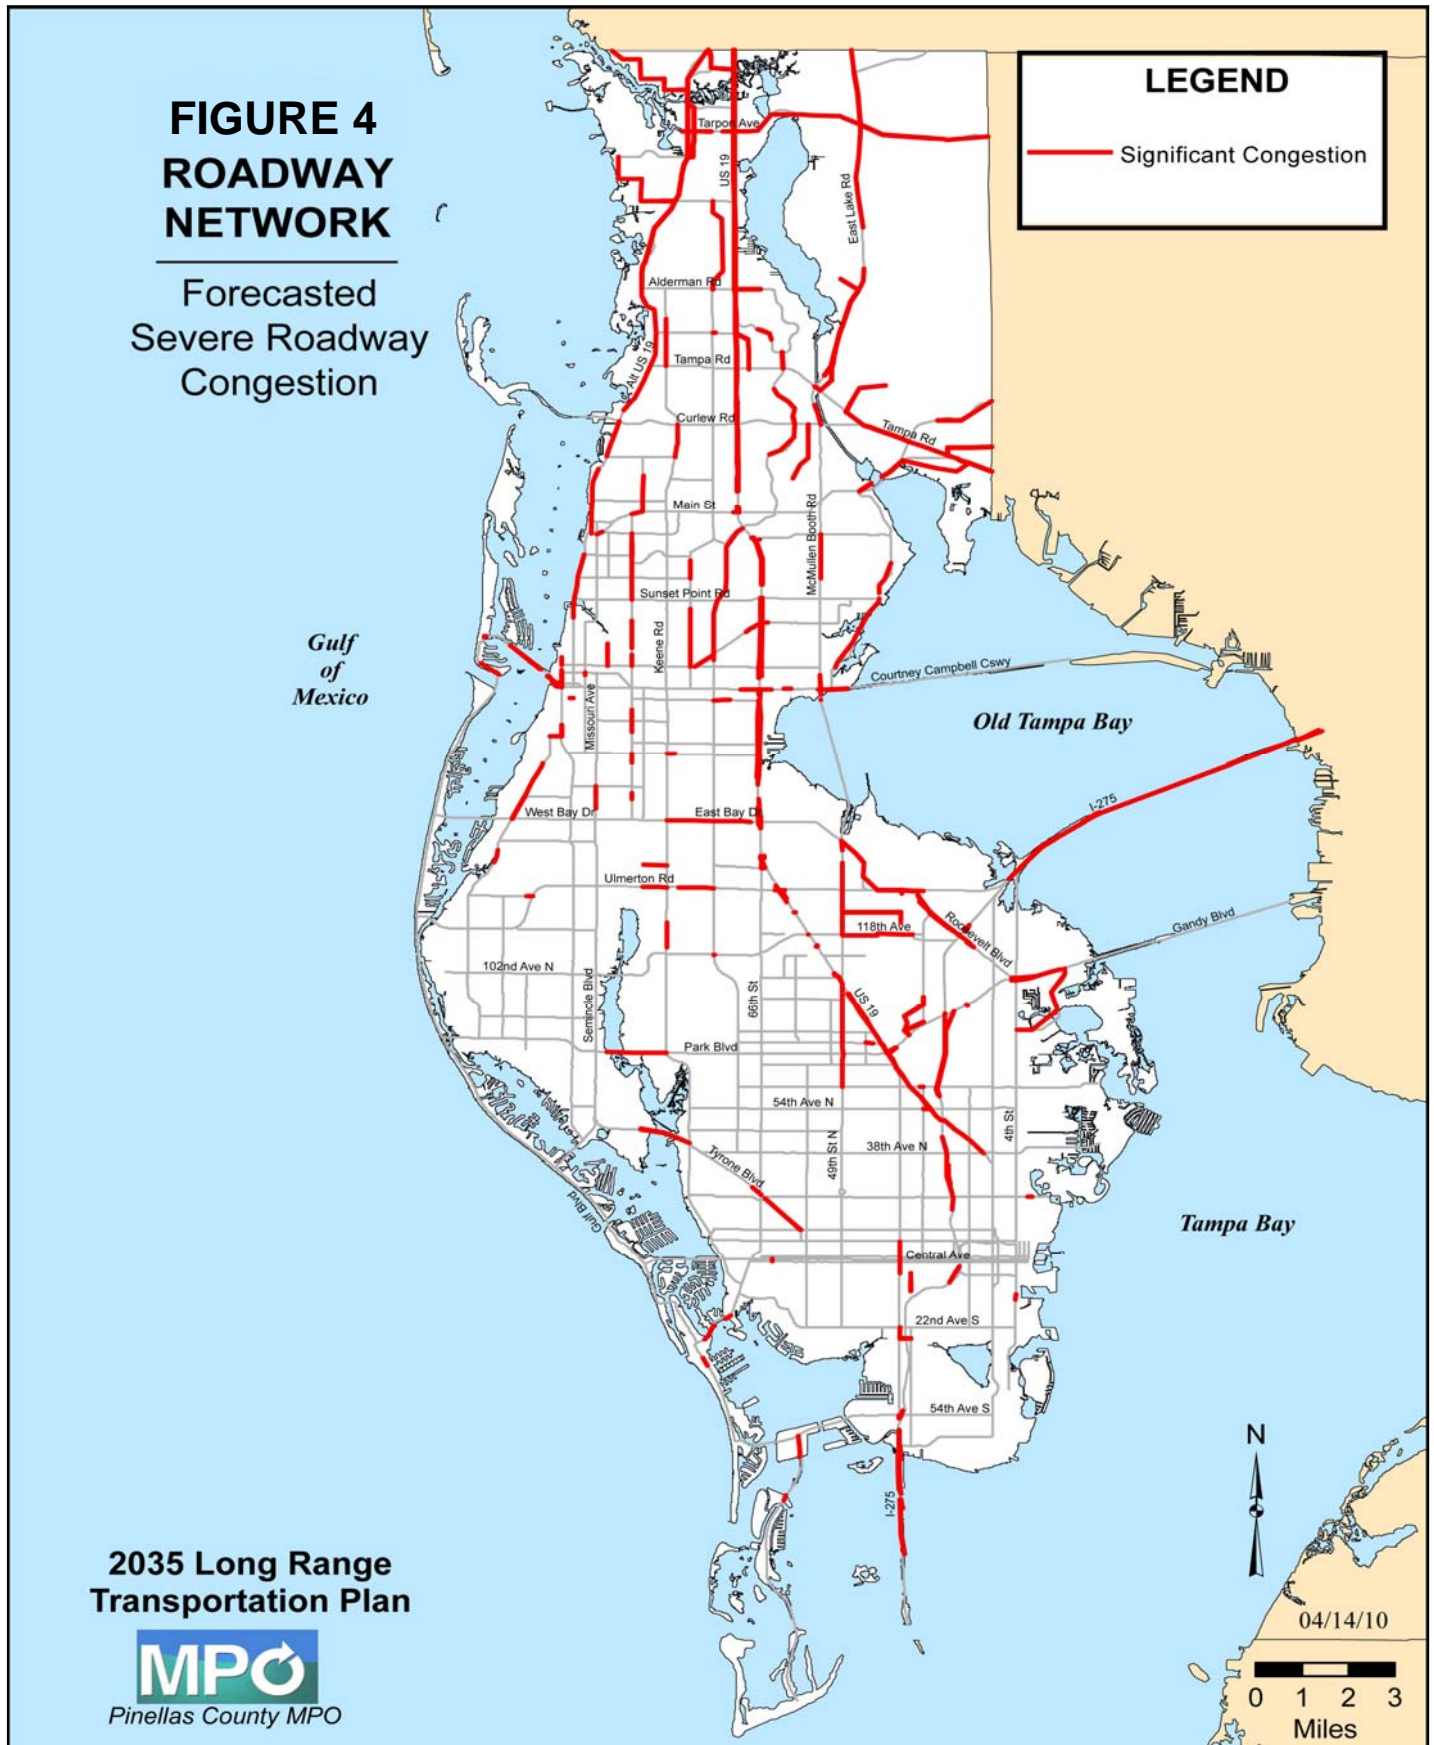 FIGURE 4
ROADWAY
NETWORK
Forecasted
Severe Roadway
Congestion
LEGEND
Significant Congestion
Tarpon Ave
US 19
East Lake Rd
Alderman Rd
Alt US 19
Tampa Rd
Curlew Rd
Tampa Rd
Main St
McMullen Booth Rd
Sunset Point Rd
Keene Rd
Gulf
of
Mexico
Courtney Campbell Cswy
Missouri Ave
Old Tampa Bay
I-275
West Bay Dr
East Bay Dr
Ulmerton Rd
118th Ave
Roosevelt Blvd
Gandy Blvd
102nd Ave N
Seminole Blvd
66th St
US 19
Park Blvd
54th Ave N
4th St
49th St N
38th Ave N
Tyrone Blvd
Gulf Blvd
Tampa Bay
Central Ave
22nd Ave S
54th Ave S
I-275
N
2035 Long Range
Transportation Plan
MPO
Pinellas County MPO
04/14/10
0 1 2 3
Miles